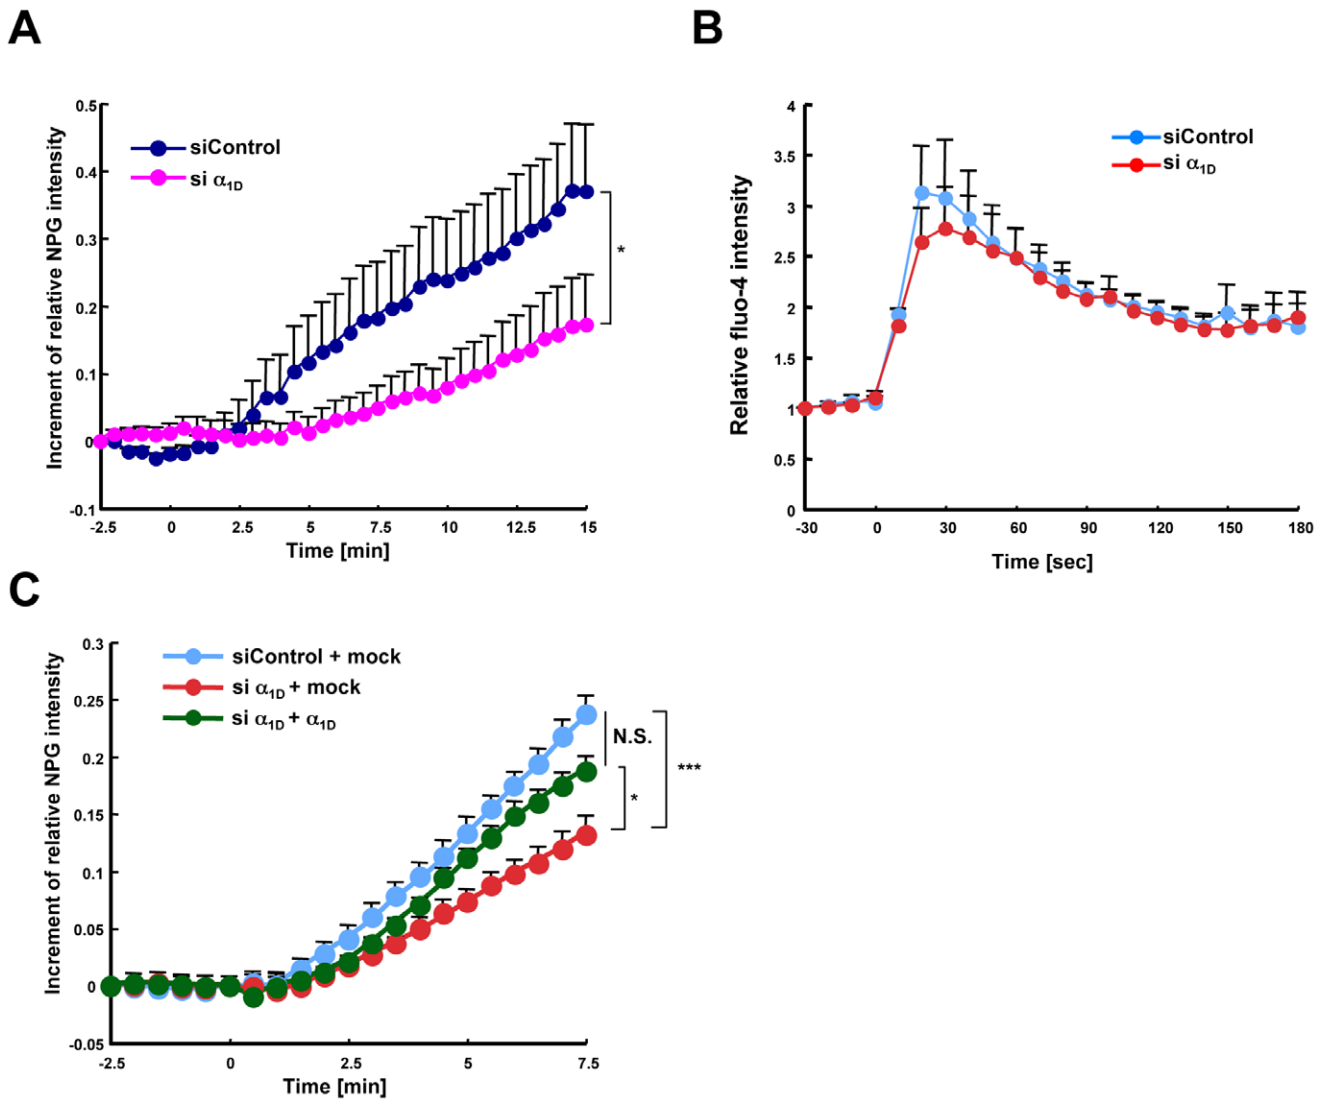 A
Increment of relative NPG intensity
0.5
0.4
0.3
0.2
0.1
0
-0.1
siControl
si α1D
*
-2.5 0 2.5 5 7.5 10 12.5 15
Time [min]
B
Relative fluo-4 intensity
4
3.5
3
2.5
2
1.5
1
0.5
0
siControl
si α1D
-30 0 30 60 90 120 150 180
Time [sec]
C
Increment of relative NPG intensity
0.3
0.25
0.2
0.15
0.1
0.05
0
-0.05
siControl + mock
si α1D + mock
si α1D + α1D
N.S.
*
***
-2.5 0 2.5 5 7.5
Time [min]